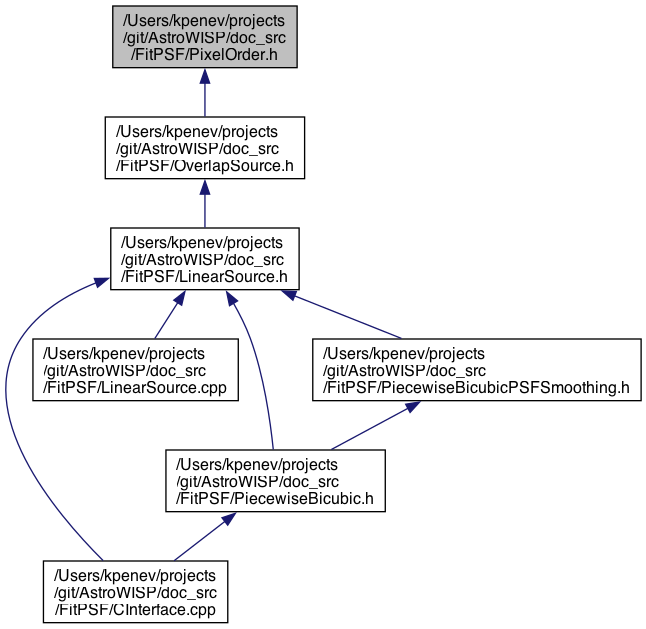 /Users/kpenev/projects
/git/AstroWISP/doc_src
/FitPSF/PixelOrder.h
/Users/kpenev/projects
/git/AstroWISP/doc_src
/FitPSF/OverlapSource.h
/Users/kpenev/projects
/git/AstroWISP/doc_src
/FitPSF/LinearSource.h
/Users/kpenev/projects
/git/AstroWISP/doc_src
/FitPSF/LinearSource.cpp
/Users/kpenev/projects
/git/AstroWISP/doc_src
/FitPSF/PiecewiseBicubicPSFSmoothing.h
/Users/kpenev/projects
/git/AstroWISP/doc_src
/FitPSF/PiecewiseBicubic.h
/Users/kpenev/projects
/git/AstroWISP/doc_src
/FitPSF/CInterface.cpp